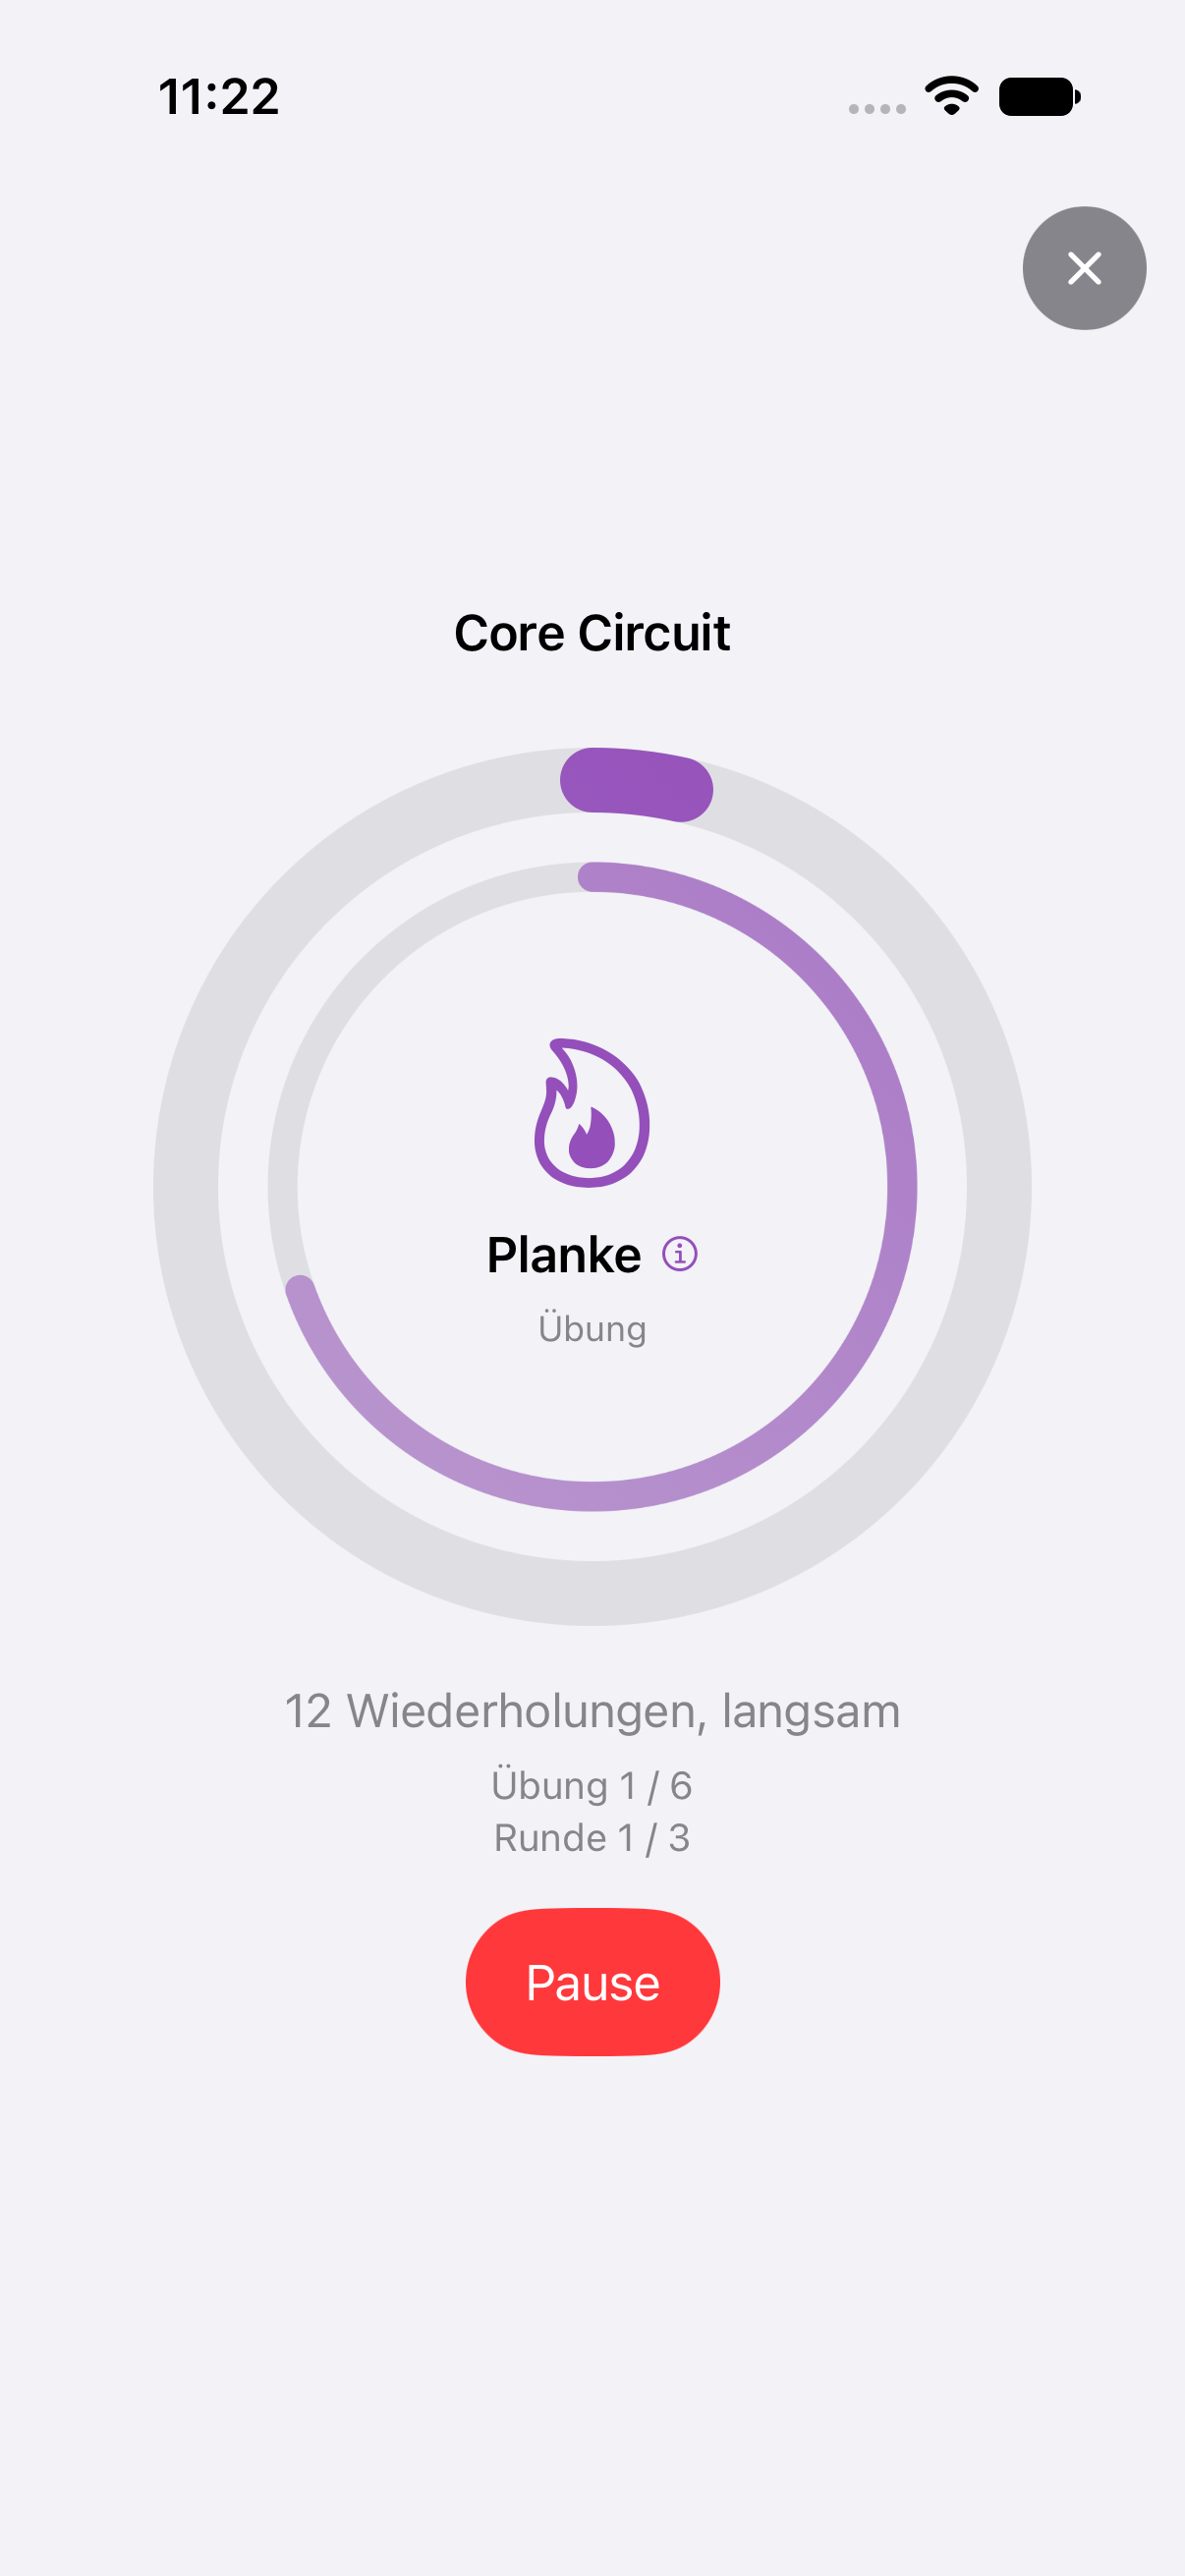 11:22
Core Circuit
Planke
Übung
12 Wiederholungen, langsam
Übung 1 / 6
Runde 1 / 3
Pause